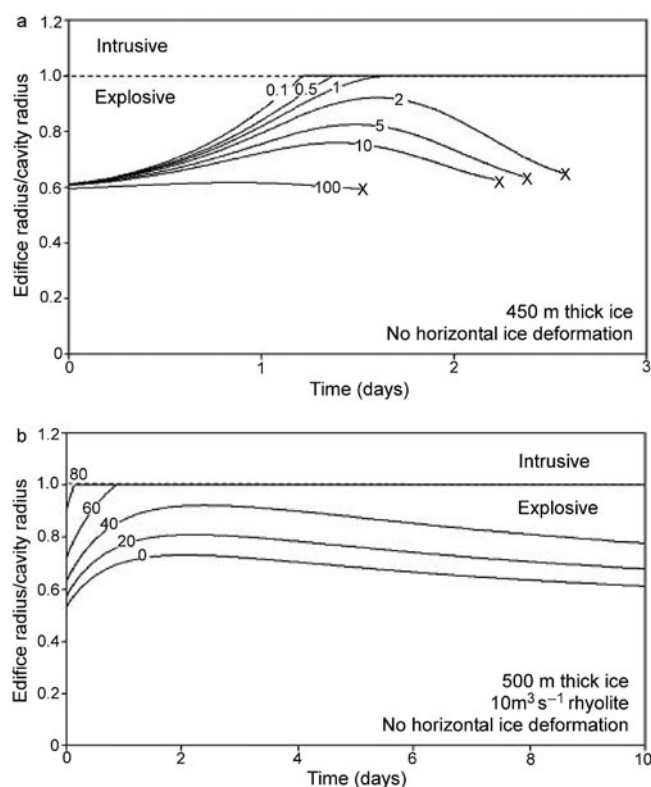 a
1.2
Intrusive
1.0
Explosive
0.1
0.5
1
2
0.8
5
10
0.6
100
X
X
X
X
0.4
0.2
450 m thick ice
No horizontal ice deformation
0
0
1
2
3
Edifice radius/cavity radius
Time (days)
b
1.2
80
Intrusive
1.0
60
Explosive
40
0.8
20
0
0.6
0.4
500 m thick ice
0.2
10m³ s⁻¹ rhyolite
No horizontal ice deformation
0
0
2
4
6
8
10
Edifice radius/cavity radius
Time (days)